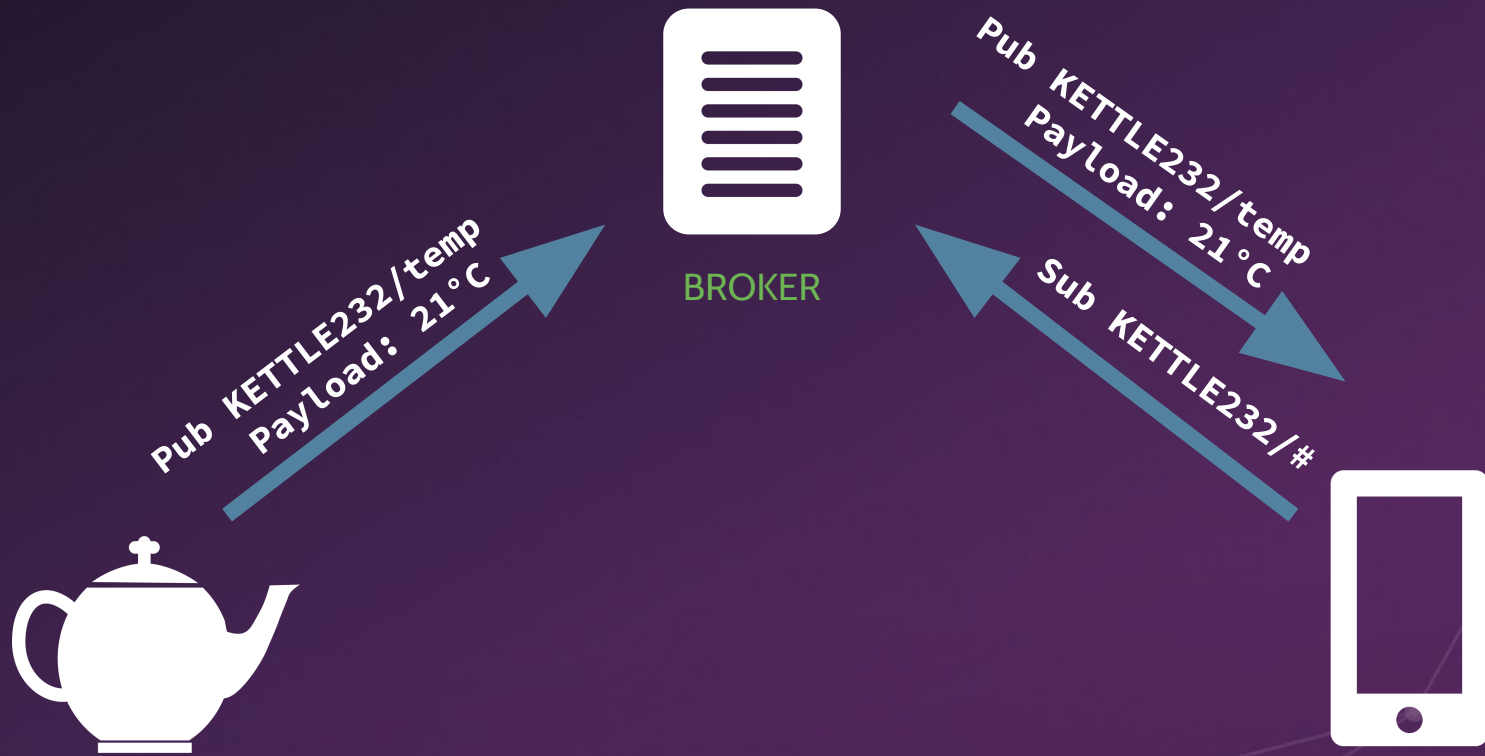 Pub KETTLE232/temp
Payload: 21°C
BROKER
Pub KETTLE232/temp
Payload: 21°C
Sub KETTLE232/#